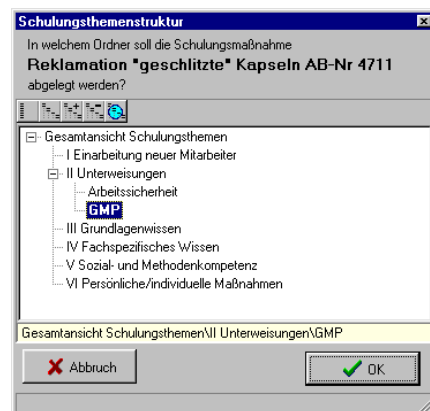 Schulungsthemenstruktur
In welchem Ordner soll die Schulungsmaßnahme
Reklamation "geschlitzte" Kapseln AB-Nr 4711
abgelegt werden?
Gesamtansicht Schulungsthemen
I Einarbeitung neuer Mitarbeiter
II Unterweisungen
Arbeitssicherheit
GMP
III Grundlagenwissen
IV Fachspezifisches Wissen
V Sozial- und Methodenkompetenz
VI Persönliche/individuelle Maßnahmen
Gesamtansicht Schulungsthemen\II Unterweisungen\GMP
Abbruch
OK